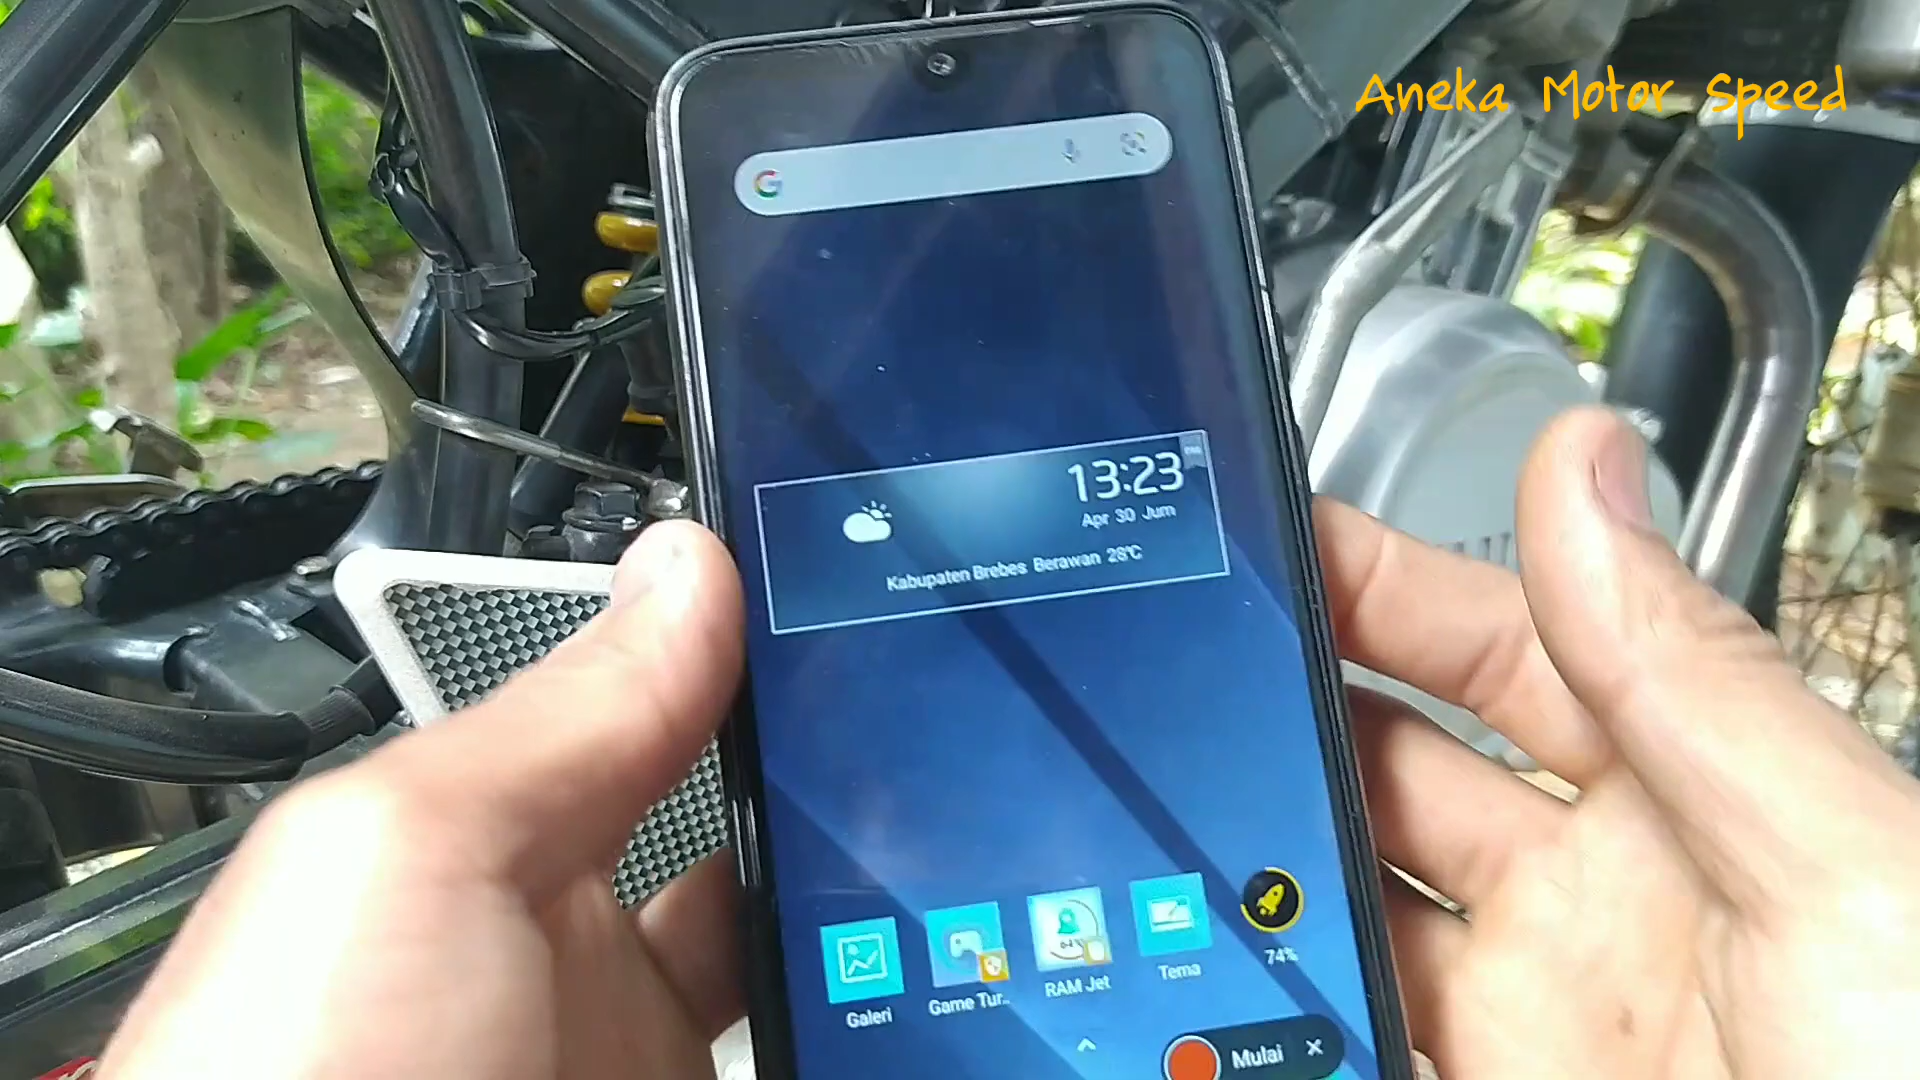 Aneka Motor Speed
13:23
Apr 30 Jum
Kabupaten Brebes Berawan 28℃
Galeri
Game Tur..
RAM Jet
Tema
74%
Mulai